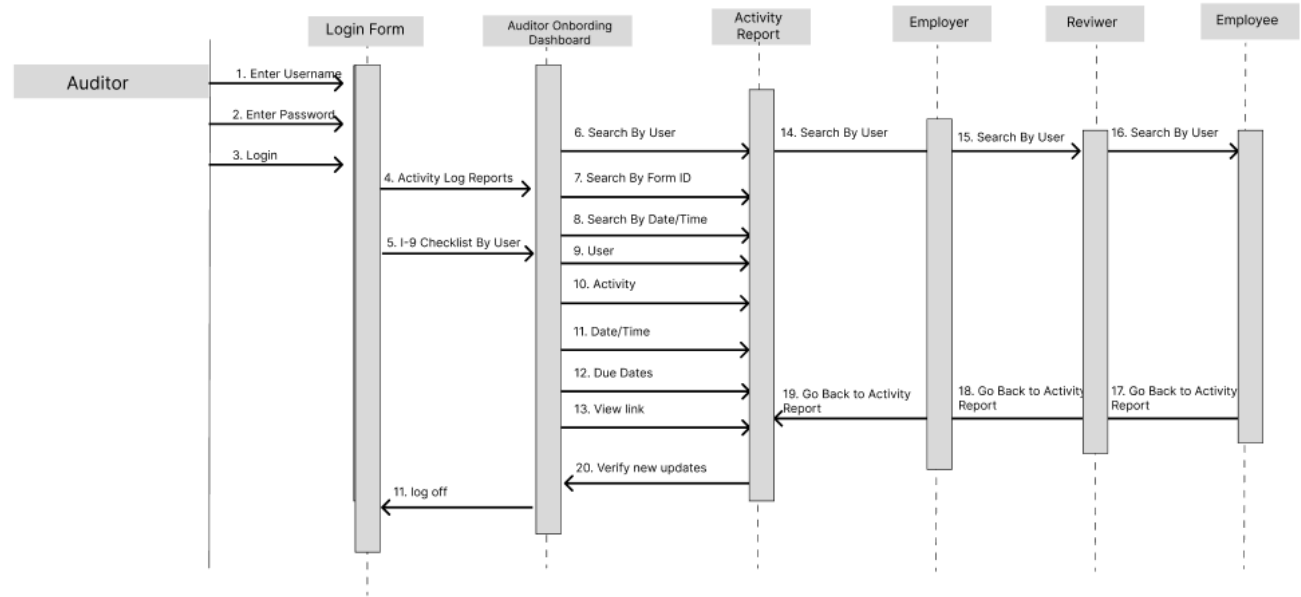 Login Form
Auditor Onbording
Dashboard
Activity
Report
Employer
Reviwer
Employee
Auditor
1. Enter Username
2. Enter Password
3. Login
4. Activity Log Reports
5. I-9 Checklist By User
6. Search By User
7. Search By Form ID
8. Search By Date/Time
9. User
10. Activity
11. Date/Time
12. Due Dates
13. View link
14. Search By User
15. Search By User
16. Search By User
17. Go Back to Activity
Report
18. Go Back to Activity
Report
19. Go Back to Activity
Report
20. Verify new updates
11. log off